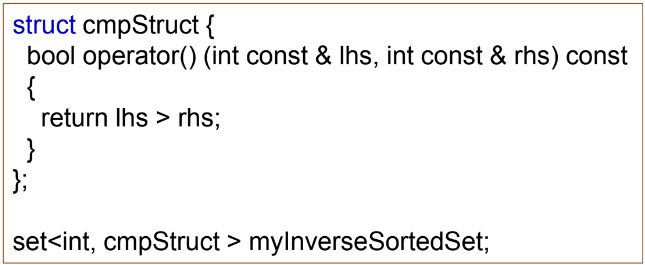 struct cmpStruct {
bool operator() (int const & lhs, int const & rhs) const
{
return lhs > rhs;
}
};
set<int, cmpStruct > myInverseSortedSet;